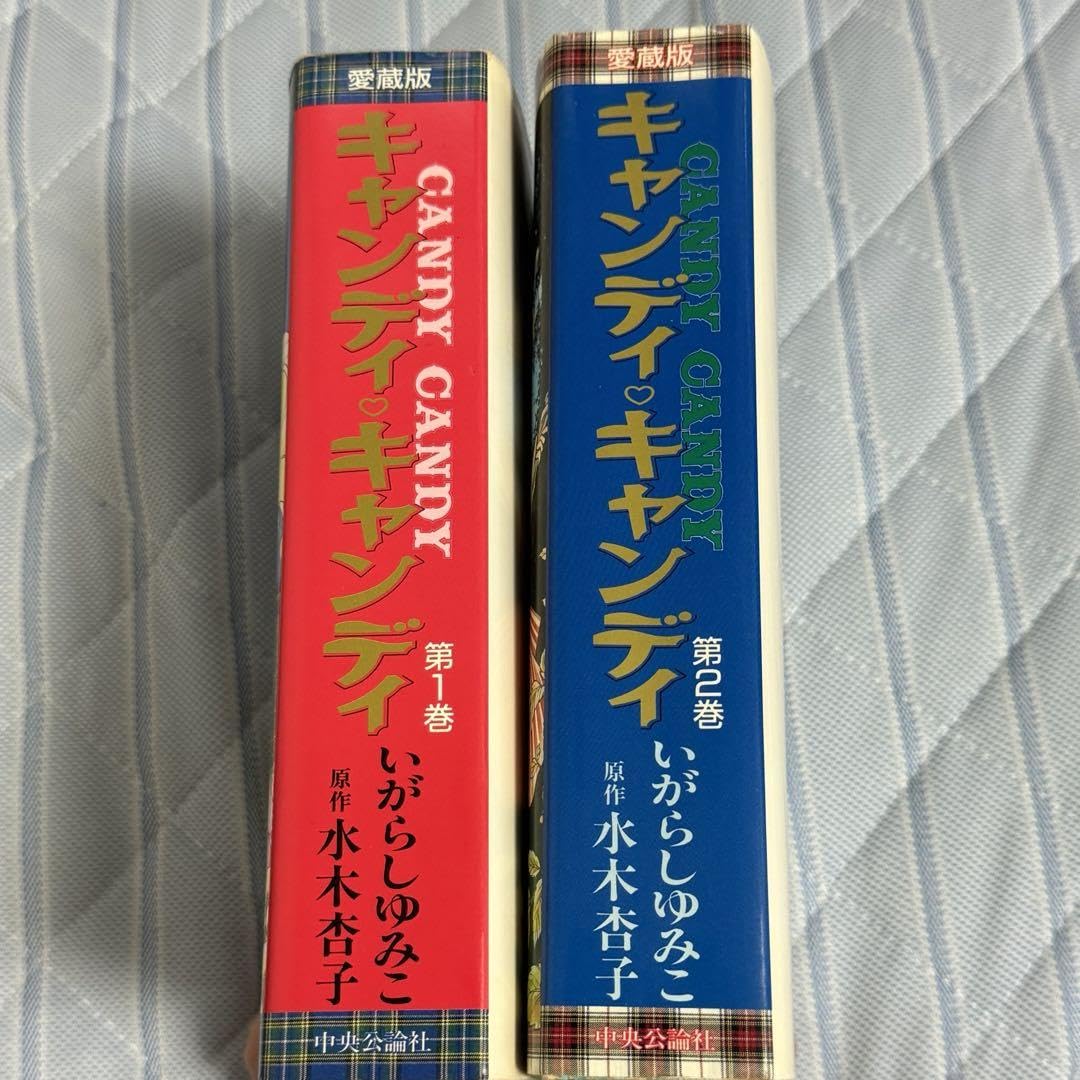 愛蔵版
キャンディ♡キャンディ
CANDY CANDY
第1巻
いがらしゆみこ
原作 水木杏子
中央公論社
愛蔵版
キャンディ♡キャンディ
CANDY CANDY
第2巻
いがらしゆみこ
原作 水木杏子
中央公論社